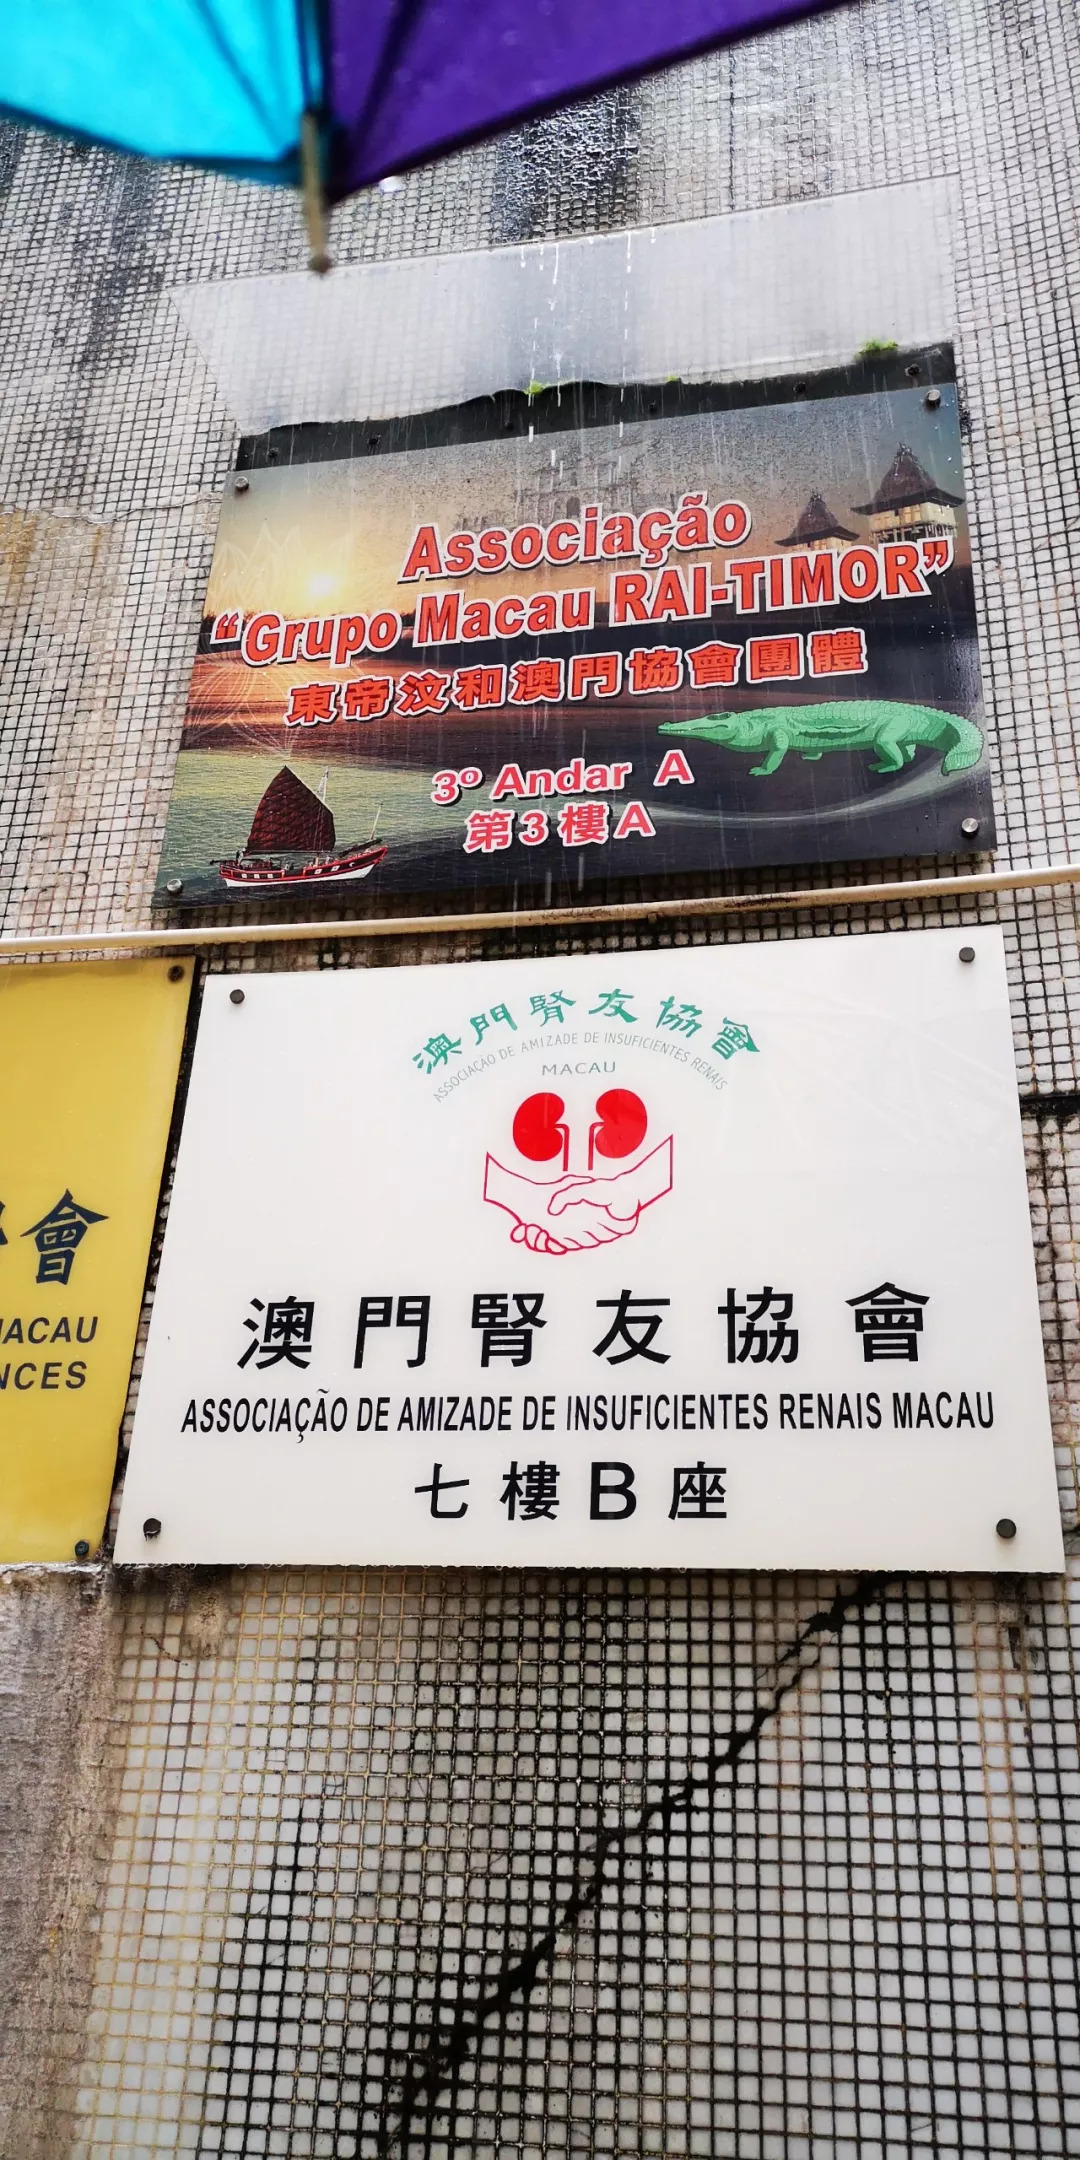 Associação
“Grupo Macau RAI-TIMOR”
東帝汶和澳門協會團體
3º Andar A
第3樓A
澳門腎友協會
ASSOCIAÇÃO DE AMIZADE DE INSUFICIENTES RENAIS
MACAU
澳門腎友協會
ASSOCIAÇÃO DE AMIZADE DE INSUFICIENTES RENAIS MACAU
七樓B座
會
ACAU
NCES